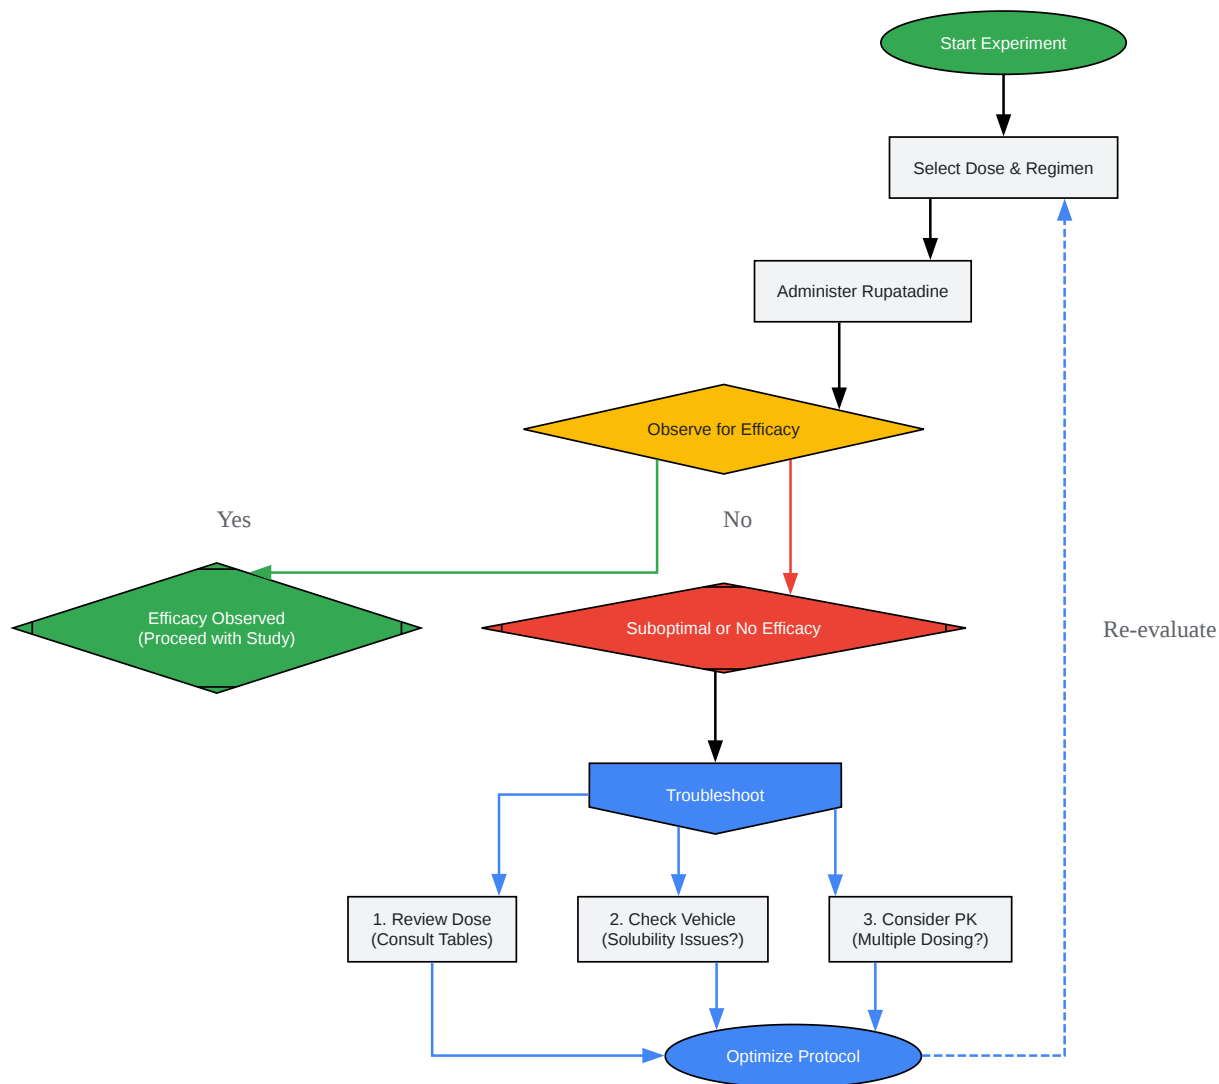 Start Experiment
Select Dose & Regimen
Administer Rupatadine
Observe for Efficacy
Yes
No
Efficacy Observed
(Proceed with Study)
Suboptimal or No Efficacy
Re-evaluate
Troubleshoot
1. Review Dose
(Consult Tables)
2. Check Vehicle
(Solubility Issues?)
3. Consider PK
(Multiple Dosing?)
Optimize Protocol